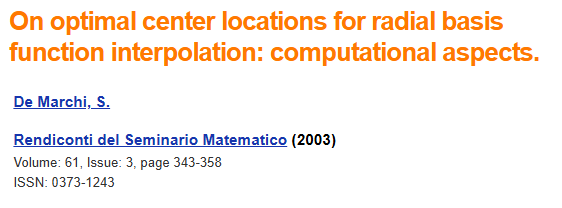 On optimal center locations for radial basis
function interpolation: computational aspects.
De Marchi, S.
Rendiconti del Seminario Matematico (2003)
Volume: 61, Issue: 3, page 343-358
ISSN: 0373-1243